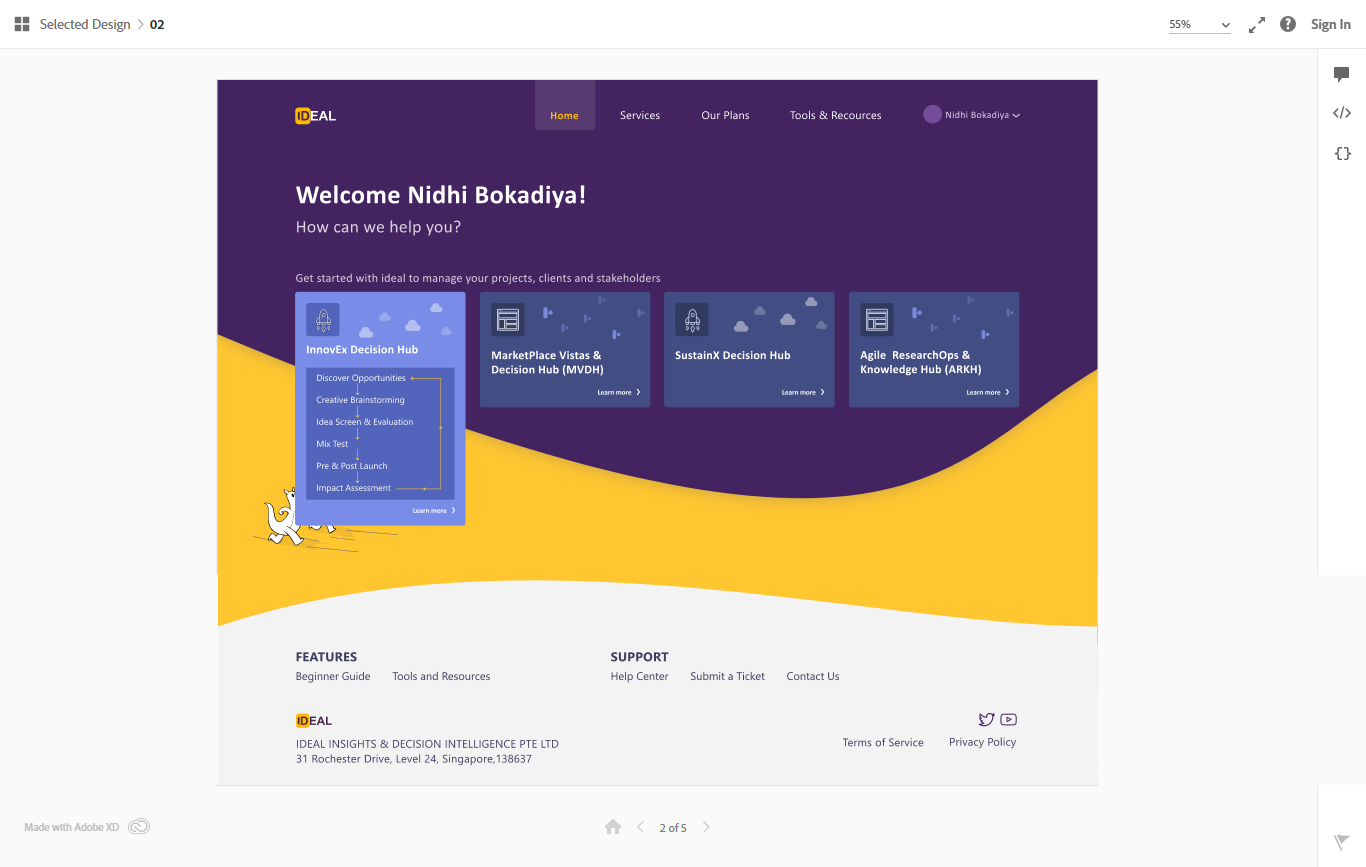 Selected Design > 02
55%
Sign In
IDEAL
Home
Services
Our Plans
Tools & Recources
Nidhi Bokadiya
Welcome Nidhi Bokadiya!
How can we help you?
Get started with ideal to manage your projects, clients and stakeholders
InnovEx Decision Hub
Discover Opportunities
Creative Brainstorming
Idea Screen & Evaluation
Mix Test
Pre & Post Launch
Impact Assessment
Learn more
MarketPlace Vistas &
Decision Hub (MVDH)
Learn more
SustainX Decision Hub
Learn more
Agile ResearchOps &
Knowledge Hub (ARKH)
Learn more
FEATURES
Beginner Guide
Tools and Resources
SUPPORT
Help Center
Submit a Ticket
Contact Us
IDEAL
IDEAL INSIGHTS & DECISION INTELLIGENCE PTE LTD
31 Rochester Drive, Level 24, Singapore,138637
Terms of Service
Privacy Policy
Made with Adobe XD
2 of 5